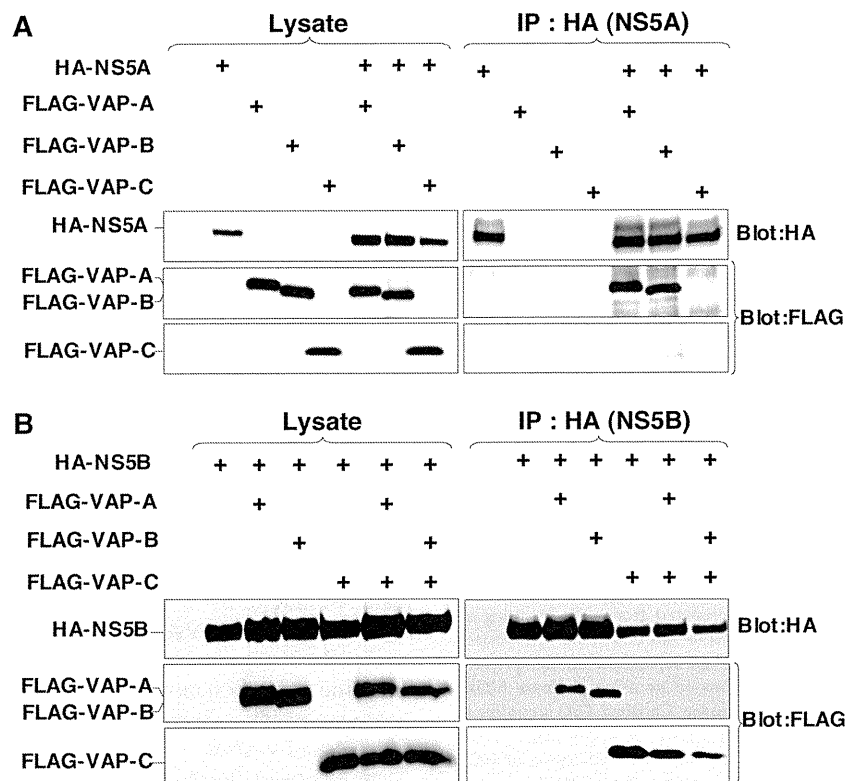 A
Lysate
IP : HA (NS5A)
HA-NS5A + + + + + + + +
FLAG-VAP-A + + + +
FLAG-VAP-B + + + +
FLAG-VAP-C + + + +
HA-NS5A
Blot:HA
FLAG-VAP-A
FLAG-VAP-B
Blot:FLAG
FLAG-VAP-C
B
Lysate
IP : HA (NS5B)
HA-NS5B + + + + + + + + + + + +
FLAG-VAP-A + + + +
FLAG-VAP-B + + + +
FLAG-VAP-C + + + + + +
HA-NS5B
Blot:HA
FLAG-VAP-A
FLAG-VAP-B
Blot:FLAG
FLAG-VAP-C